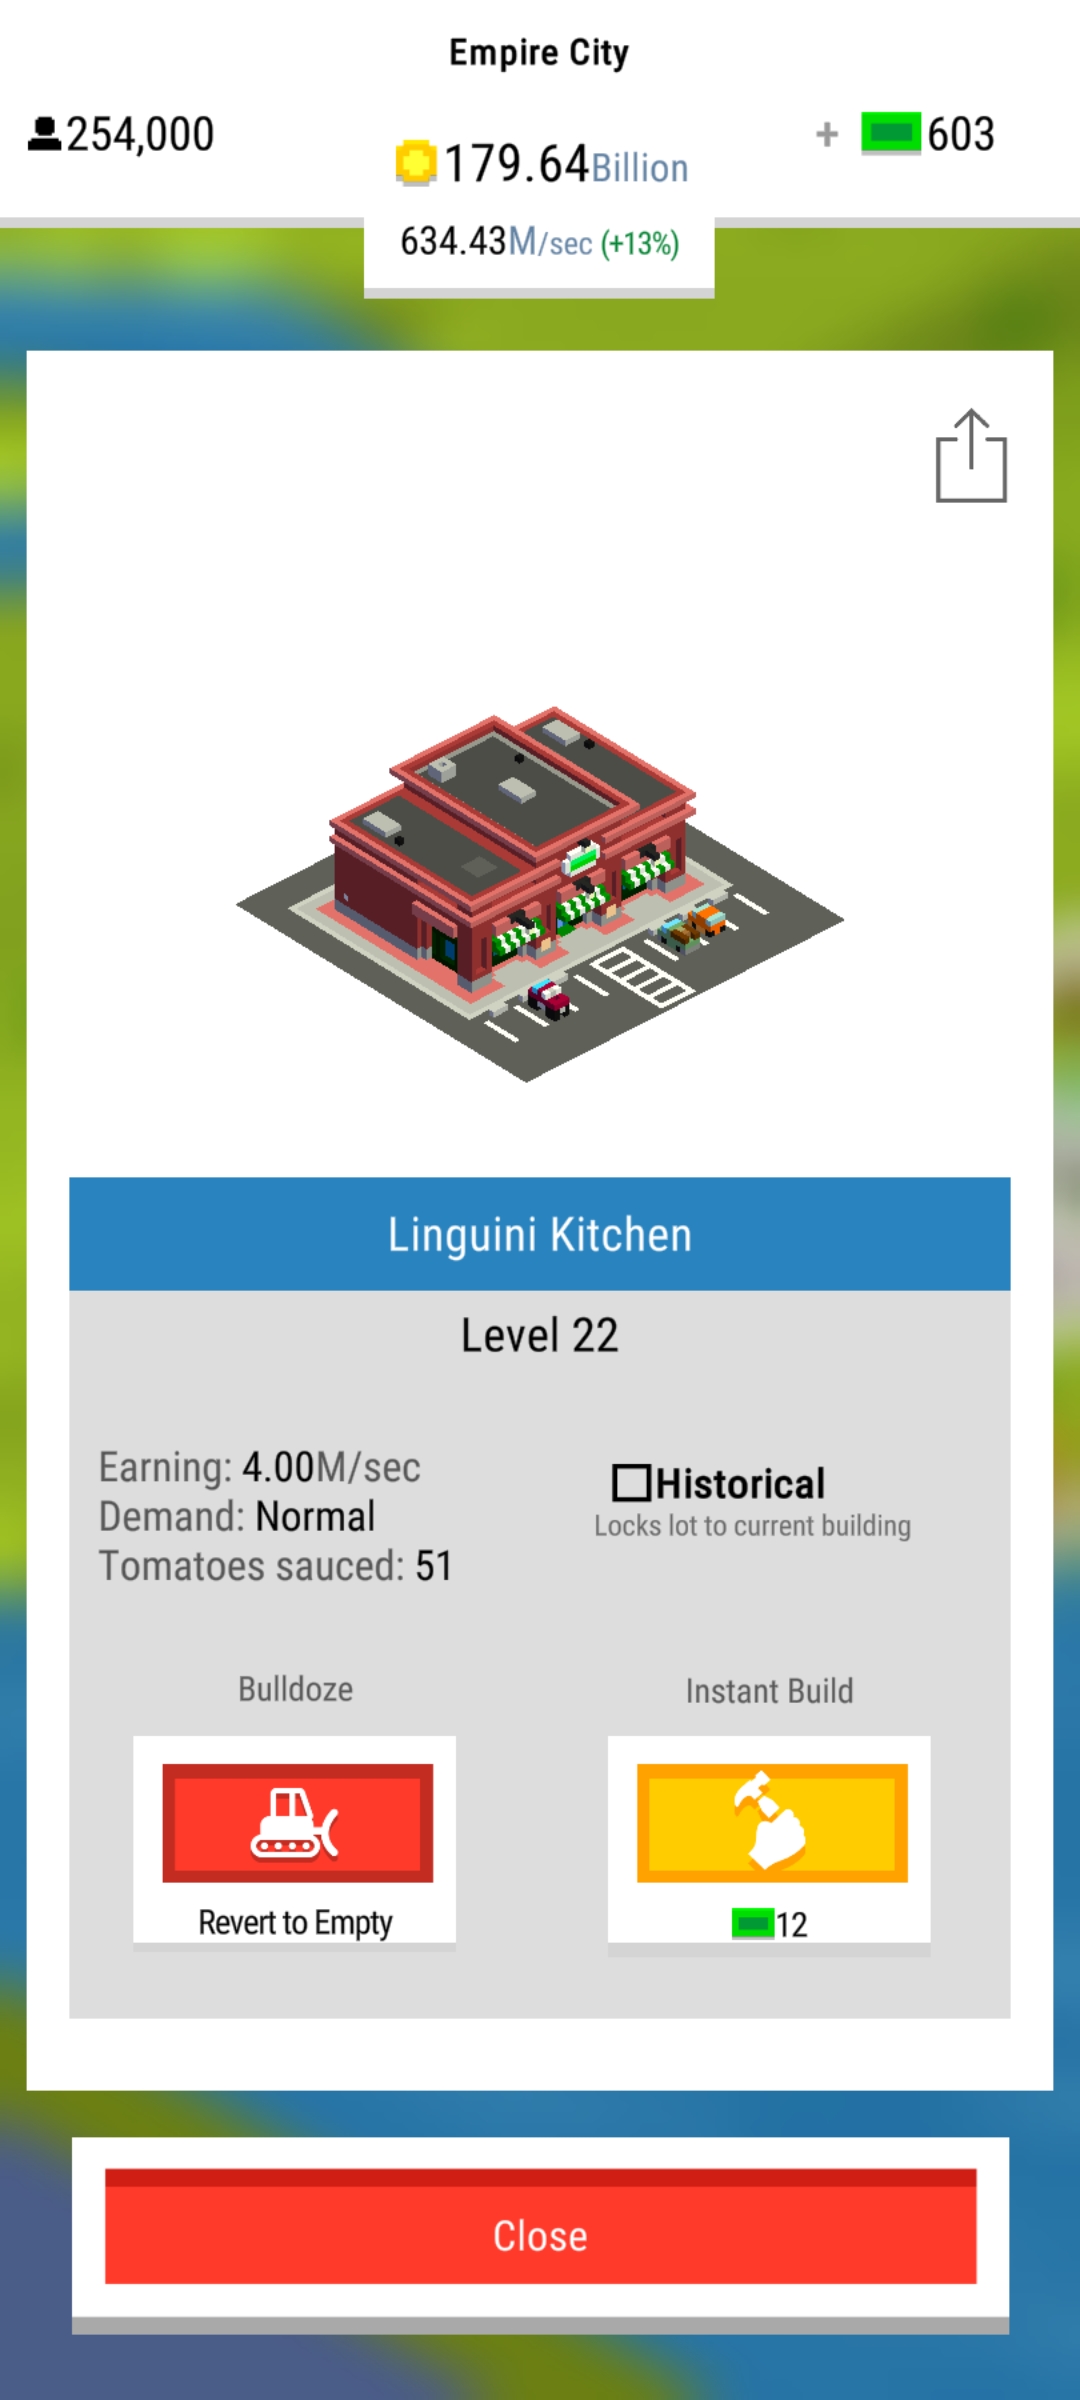 Empire City
254,000
179.64Billion
+ 603
634.43M/sec (+13%)
Linguini Kitchen
Level 22
Earning: 4.00M/sec
Demand: Normal
Tomatoes sauced: 51
Historical
Locks lot to current building
Bulldoze
Instant Build
Revert to Empty
12
Close